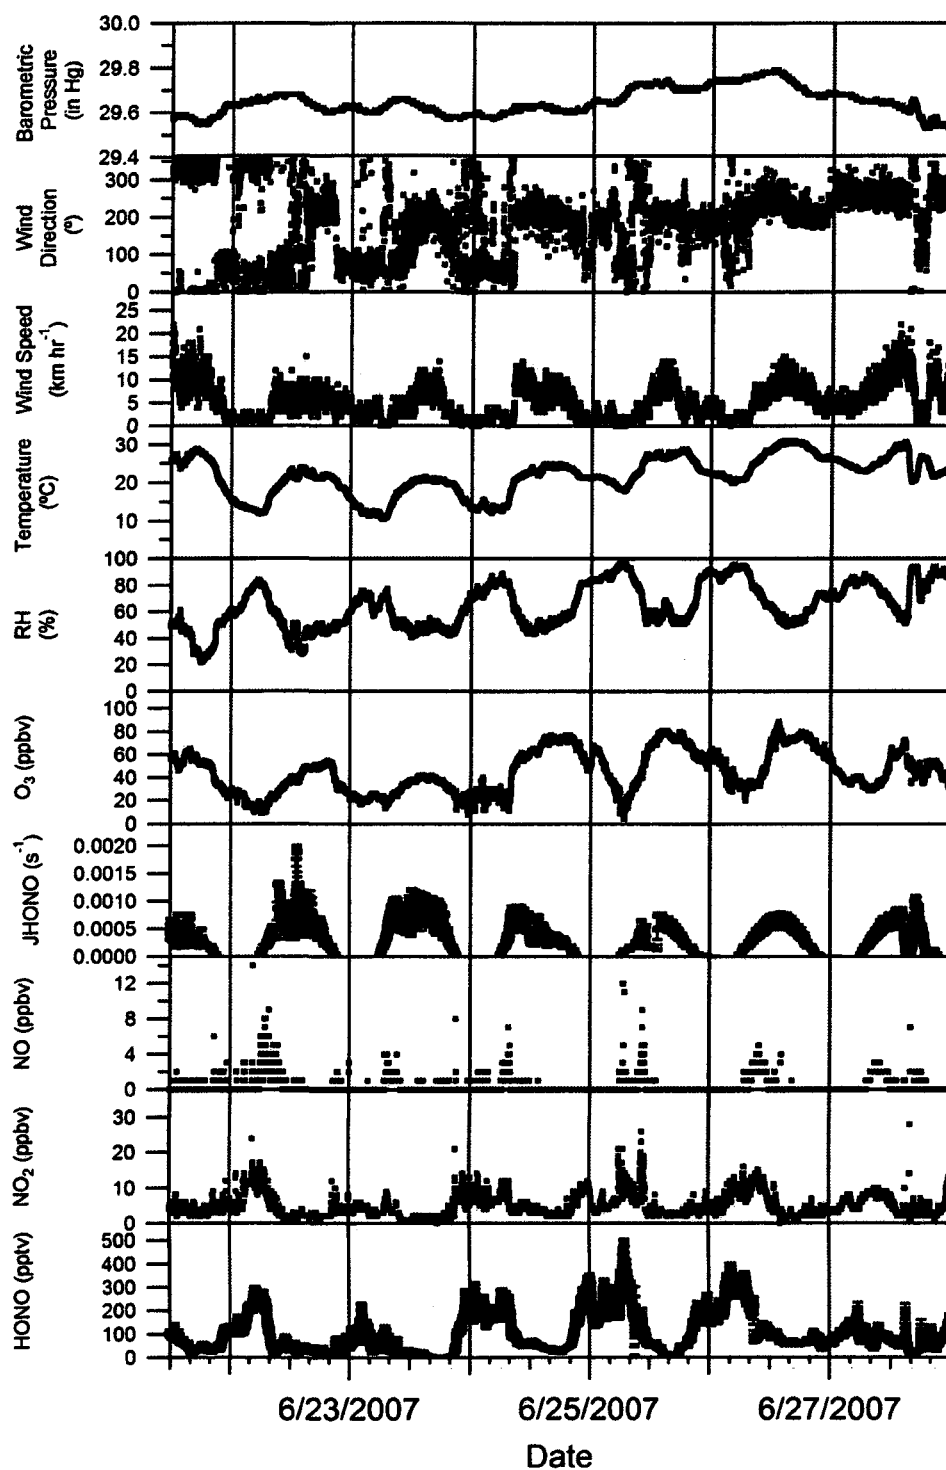 30.0
29.8
29.6
29.4
Barometric
Pressure
(in Hg)
300
200
100
0
Wind
Direction
(º)
25
20
15
10
5
0
Wind Speed
(km hr⁻¹)
30
20
10
Temperature
(ºC)
100
80
60
40
20
0
RH
(%)
100
80
60
40
20
0
O₃ (ppbv)
0.0020
0.0015
0.0010
0.0005
0.0000
JHONO (s⁻¹)
12
8
4
0
NO (ppbv)
30
20
10
0
NO₂ (ppbv)
500
400
300
200
100
0
HONO (pptv)
6/23/2007 6/25/2007 6/27/2007
Date